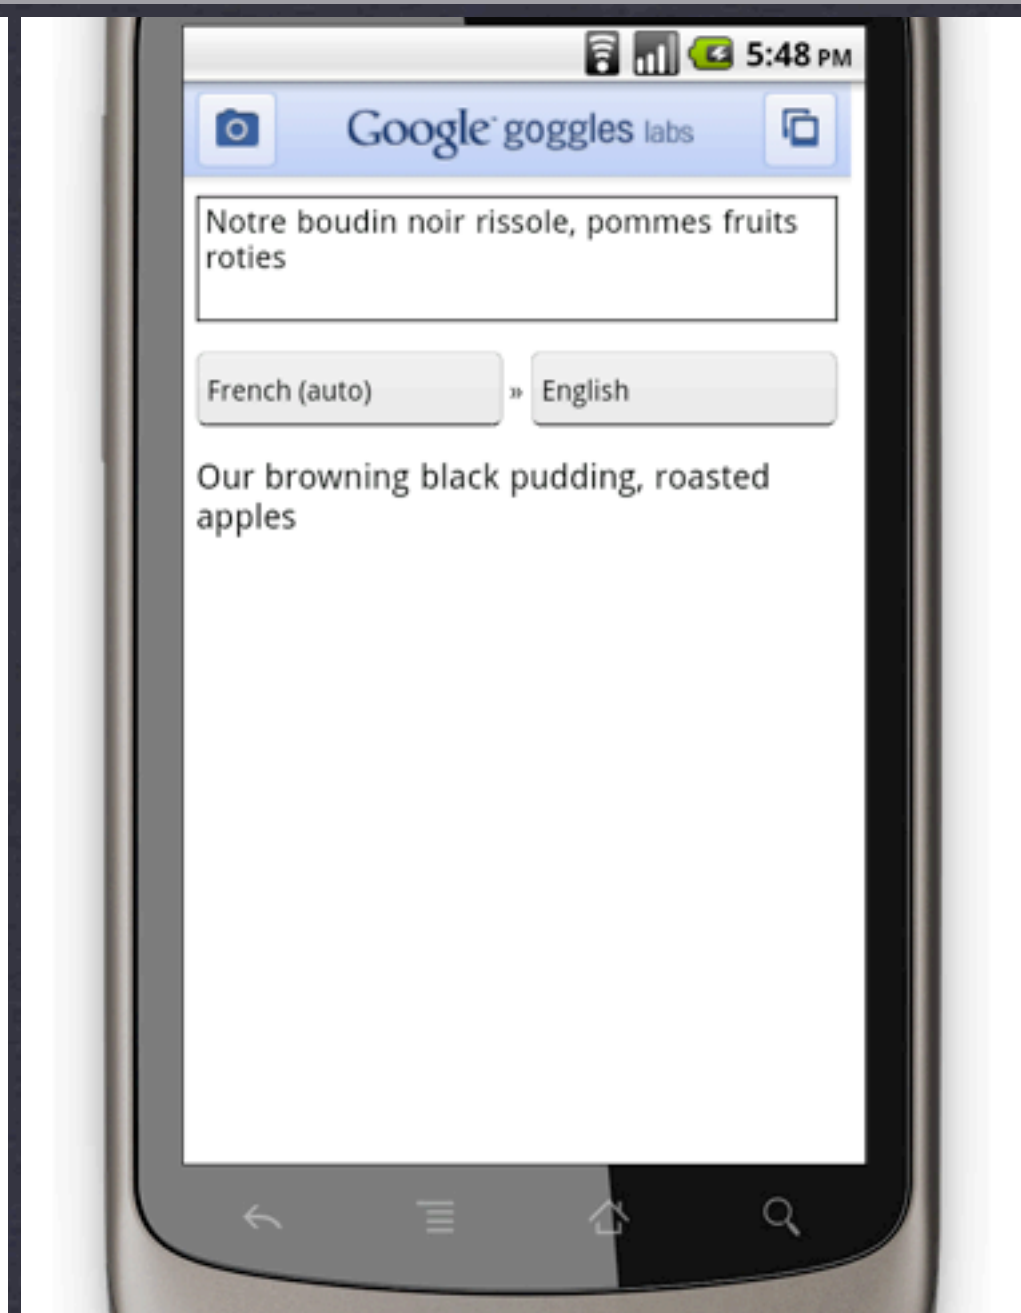 5:48 PM
Google goggles labs
Notre boudin noir rissole, pommes fruits
roties
French (auto) » English
Our browning black pudding, roasted
apples